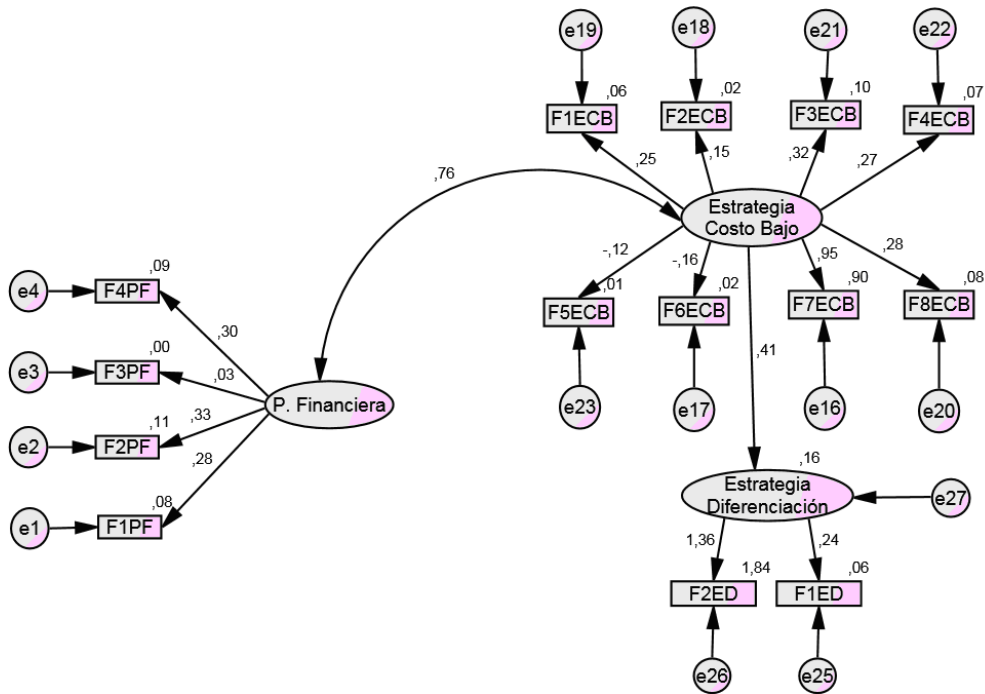 e19 e18 e21 e22
,06 ,02 ,10 ,07
F1ECB F2ECB F3ECB F4ECB
,25 ,15 ,32 ,27
,76
Estrategia
Costo Bajo
-,12 -,16 ,95 ,28
,01 ,02 ,90 ,08
F5ECB F6ECB F7ECB F8ECB
e23 e17 e16 e20
,09
e4 F4PF
,30
,00
e3 F3PF
,03
P. Financiera
,11 ,33
e2 F2PF
,28
,08
e1 F1PF
,41
,16
Estrategia
Diferenciación
e27
1,36 ,24
1,84 ,06
F2ED F1ED
e26 e25